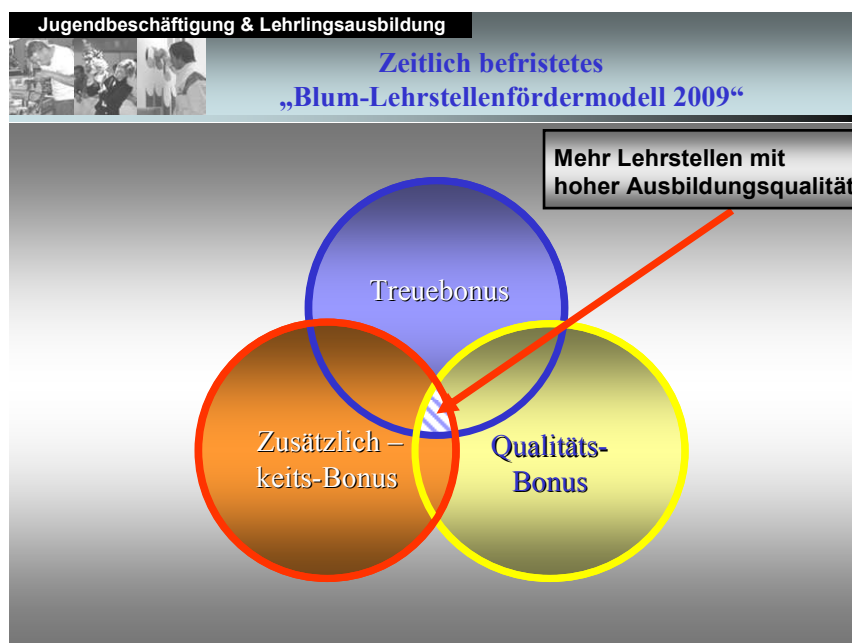 Jugendbeschäftigung & Lehrlingsausbildung
Zeitlich befristetes
„Blum-Lehrstellenfördermodell 2009“
Mehr Lehrstellen mit
hoher Ausbildungsqualität
Treuebonus
Zusätzlich –
keits-Bonus
Qualitäts-
Bonus